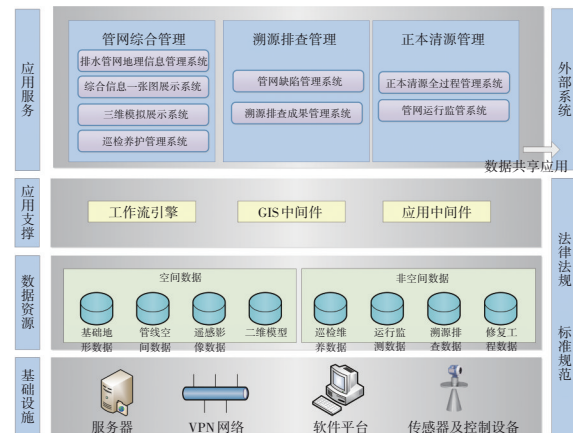 应用服务
管网综合管理
排水管网地理信息管理系统
综合信息一张图展示系统
三维模拟展示系统
巡检养护管理系统
溯源排查管理
管网缺陷管理系统
溯源排查成果管理系统
正本清源管理
正本清源全过程管理系统
管网运行监管系统
外部系统
数据共享应用
应用支撑
工作流引擎
GIS中间件
应用中间件
数据资源
空间数据
基础地
形数据
管线空
间数据
遥感影
像数据
二维模型
非空间数据
巡检维
养数据
运行监
测数据
溯源排
查数据
修复工
程数据
法律法规
标准规范
基础设施
服务器
VPN网络
软件平台
传感器及控制设备